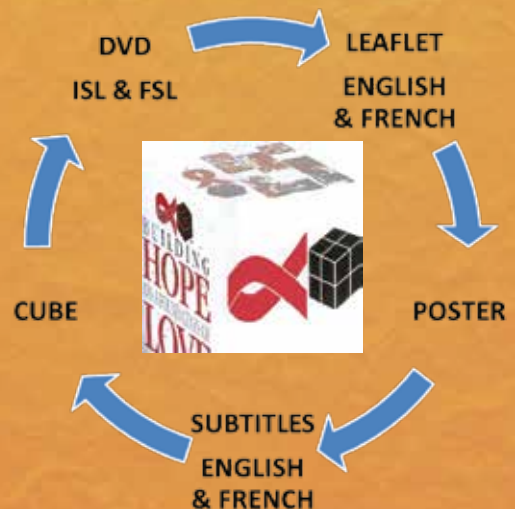 DVD
ISL & FSL
LEAFLET
ENGLISH
& FRENCH
POSTER
SUBTITLES
ENGLISH
& FRENCH
CUBE
BUILDING
HOPE
LOVE